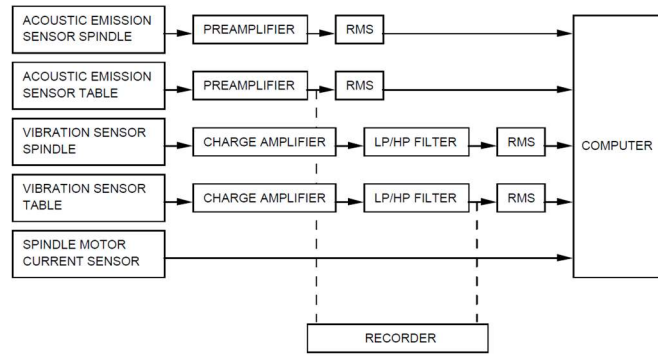 ACOUSTIC EMISSION
SENSOR SPINDLE
PREAMPLIFIER
RMS
ACOUSTIC EMISSION
SENSOR TABLE
PREAMPLIFIER
RMS
VIBRATION SENSOR
SPINDLE
CHARGE AMPLIFIER
LP/HP FILTER
RMS
COMPUTER
VIBRATION SENSOR
TABLE
CHARGE AMPLIFIER
LP/HP FILTER
RMS
SPINDLE MOTOR
CURRENT SENSOR
RECORDER